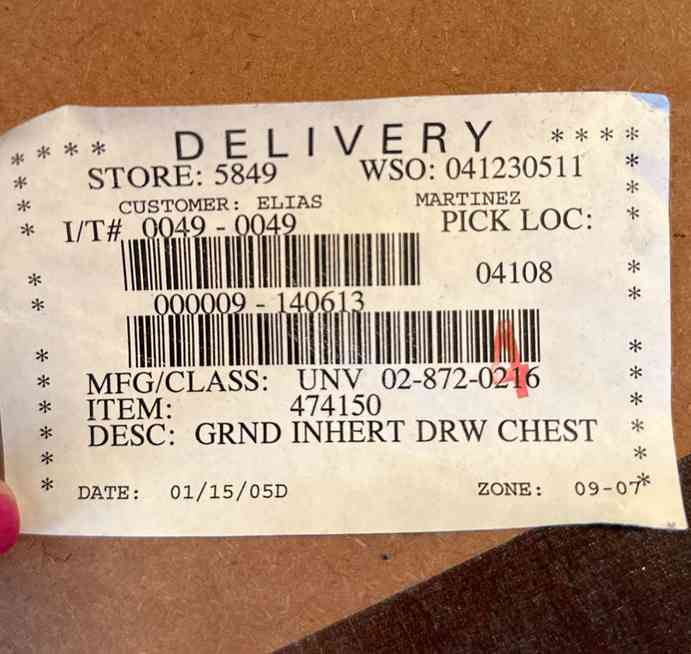 * * * * DELIVERY * * * *
* STORE: 5849 WSO: 041230511 *
* CUSTOMER: ELIAS MARTINEZ *
* I/T# 0049 - 0049 PICK LOC: *
* 04108 *
* 000009 - 140613 *
* *
* MFG/CLASS: UNV 02-872-0216 *
* ITEM: 474150 *
* DESC: GRND INHERT DRW CHEST *
* *
* DATE: 01/15/05D ZONE: 09-07*